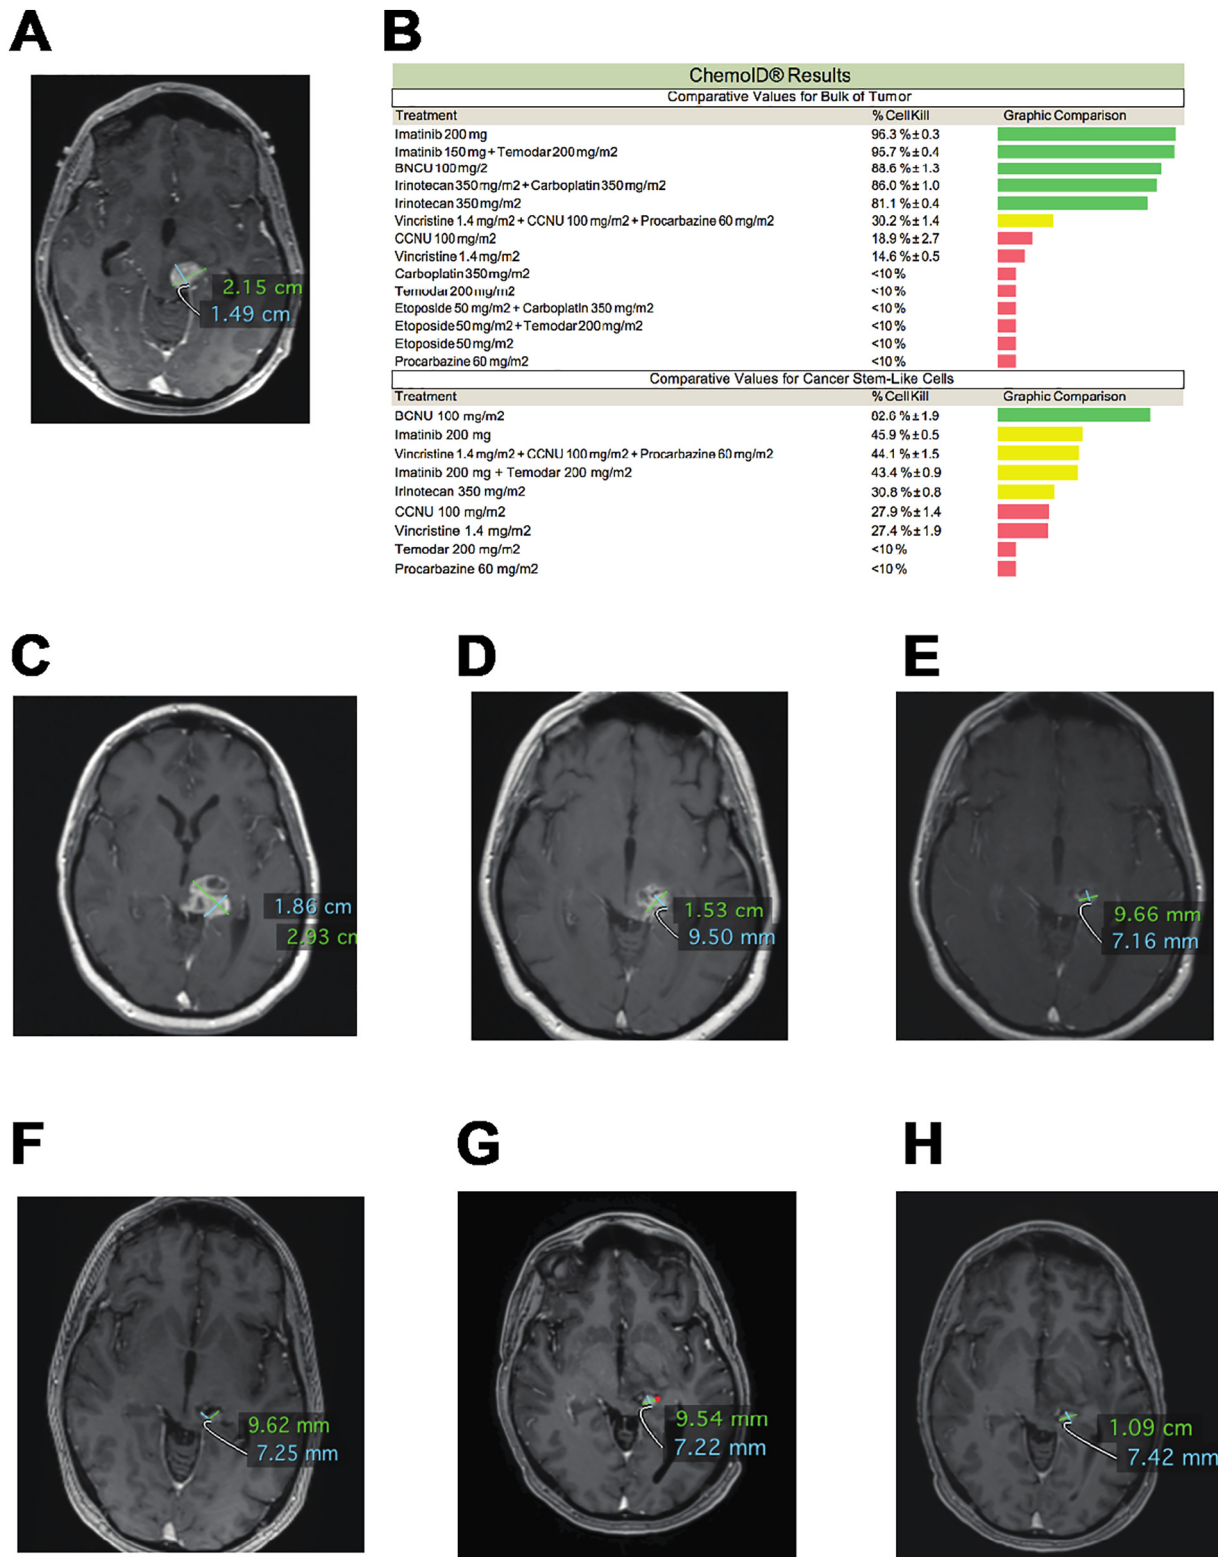 A
B
2.15 cm
1.49 cm
ChemoID® Results
Comparative Values for Bulk of Tumor
Treatment % Cell Kill Graphic Comparison
Imatinib 200 mg 96.3 % ± 0.3
Imatinib 150 mg + Temodar 200 mg/m2 95.7 % ± 0.4
BNCU 100 mg/2 88.6 % ± 1.3
Irinotecan 350 mg/m2 + Carboplatin 350 mg/m2 86.0 % ± 1.0
Irinotecan 350 mg/m2 81.1 % ± 0.4
Vincristine 1.4 mg/m2 + CCNU 100 mg/m2 + Procarbazine 60 mg/m2 30.2 % ± 1.4
CCNU 100 mg/m2 18.9 % ± 2.7
Vincristine 1.4 mg/m2 14.6 % ± 0.5
Carboplatin 350 mg/m2 <10 %
Temodar 200 mg/m2 <10 %
Etoposide 50 mg/m2 + Carboplatin 350 mg/m2 <10 %
Etoposide 50 mg/m2 + Temodar 200 mg/m2 <10 %
Etoposide 50 mg/m2 <10 %
Procarbazine 60 mg/m2 <10 %
Comparative Values for Cancer Stem-Like Cells
Treatment % Cell Kill Graphic Comparison
BCNU 100 mg/m2 82.6 % ± 1.9
Imatinib 200 mg 45.9 % ± 0.5
Vincristine 1.4 mg/m2 + CCNU 100 mg/m2 + Procarbazine 60 mg/m2 44.1 % ± 1.5
Imatinib 200 mg + Temodar 200 mg/m2 43.4 % ± 0.9
Irinotecan 350 mg/m2 30.8 % ± 0.8
CCNU 100 mg/m2 27.9 % ± 1.4
Vincristine 1.4 mg/m2 27.4 % ± 1.9
Temodar 200 mg/m2 <10 %
Procarbazine 60 mg/m2 <10 %
C
D
E
1.86 cm
2.93 cm
1.53 cm
9.50 mm
9.66 mm
7.16 mm
F
G
H
9.62 mm
7.25 mm
9.54 mm
7.22 mm
1.09 cm
7.42 mm